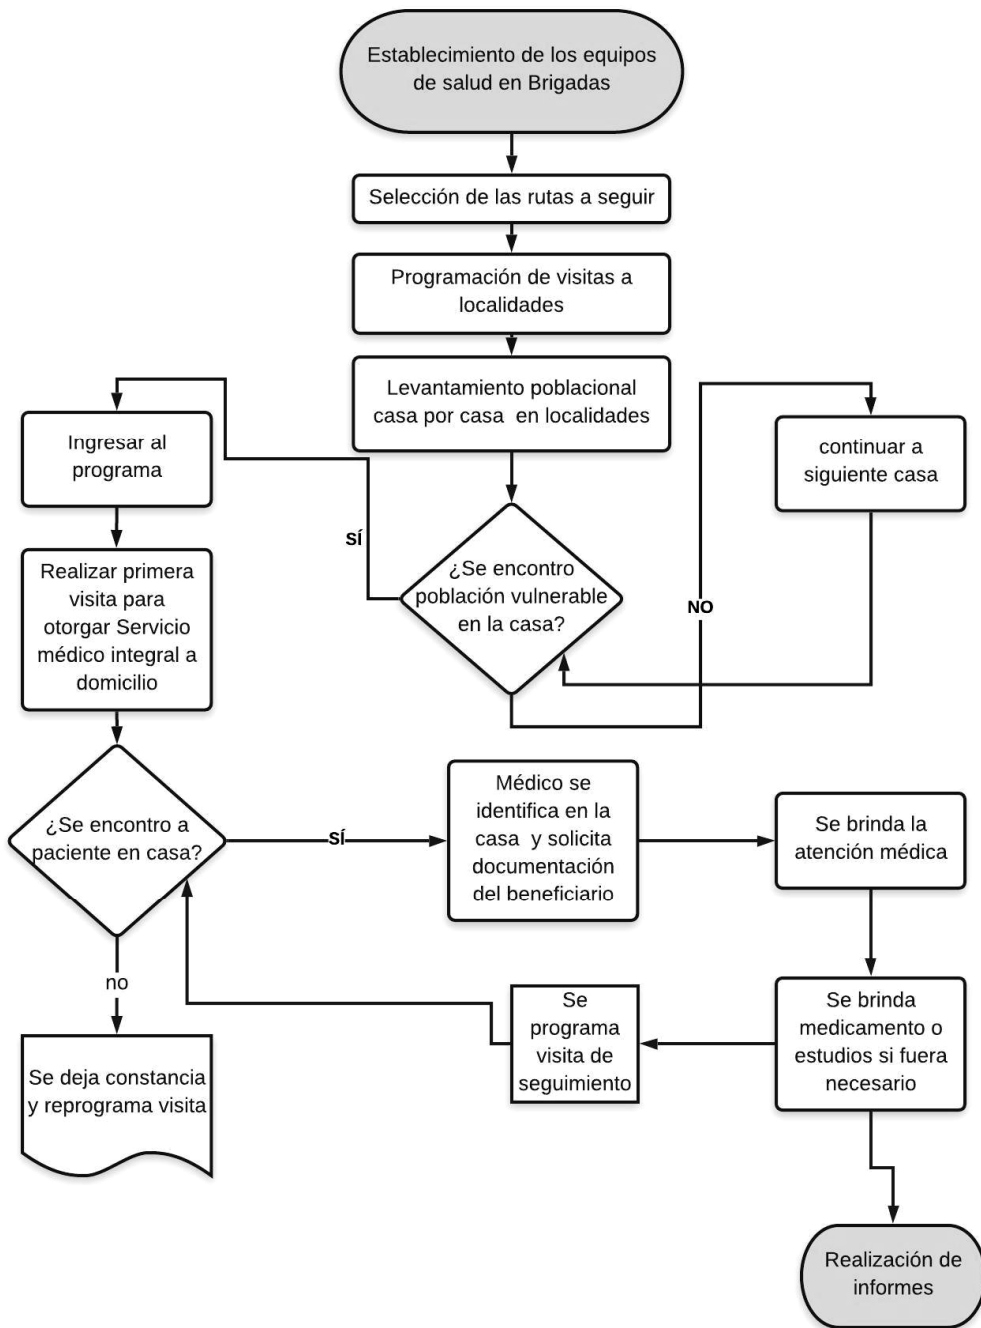 Establecimiento de los equipos
de salud en Brigadas
Selección de las rutas a seguir
Programación de visitas a
localidades
Levantamiento poblacional
casa por casa en localidades
Ingresar al
programa
continuar a
siguiente casa
SÍ
¿Se encontro
población vulnerable
en la casa?
NO
Realizar primera
visita para
otorgar Servicio
médico integral a
domicilio
¿Se encontro a
paciente en casa?
SÍ
Médico se
identifica en la
casa y solicita
documentación
del beneficiario
Se brinda la
atención médica
no
Se
programa
visita de
seguimiento
Se brinda
medicamento o
estudios si fuera
necesario
Se deja constancia
y reprograma visita
Realización de
informes